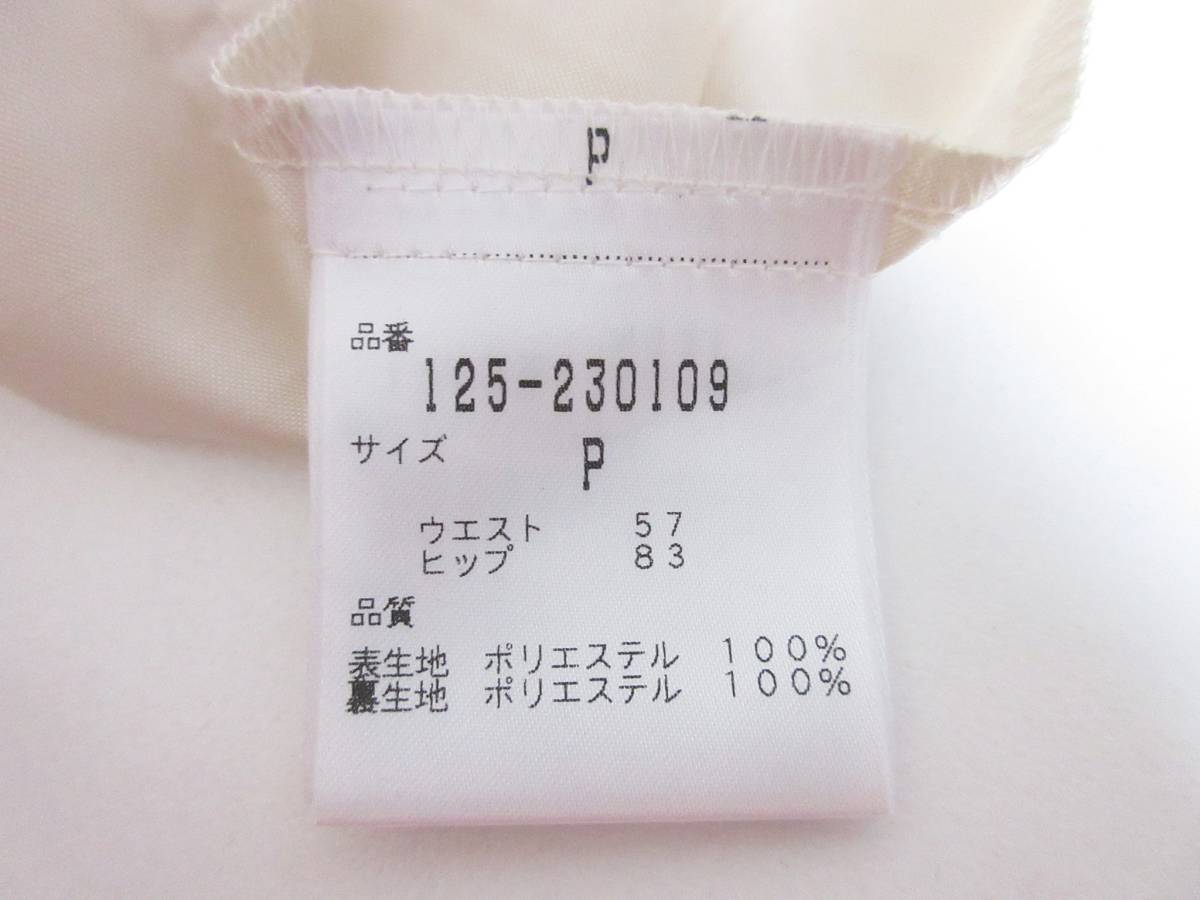 P
品番
125-230109
サイズ P
ウエスト 57
ヒップ 83
品質
表生地 ポリエステル 100%
裏生地 ポリエステル 100%